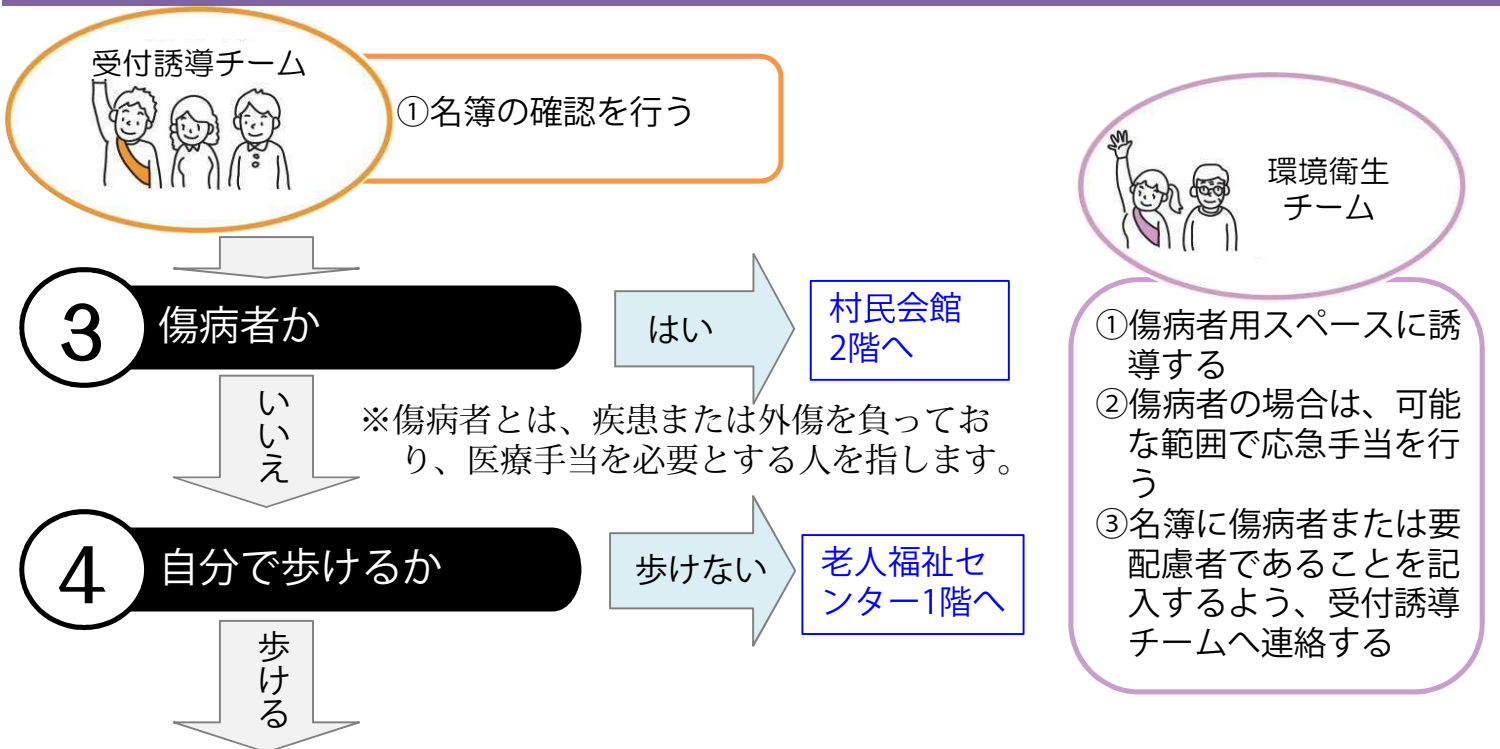 受付誘導チーム
①名簿の確認を行う
環境衛生
チーム
3
傷病者か
はい
村民会館
2階へ
①傷病者用スペースに誘
導する
②傷病者の場合は、可能
な範囲で応急手当を行
う
③名簿に傷病者または要
配慮者であることを記
入するよう、受付誘導
チームへ連絡する
いいえ
※傷病者とは、疾患または外傷を負ってお
り、医療手当を必要とする人を指します。
4
自分で歩けるか
歩けない
老人福祉セ
ンター1階へ
歩ける